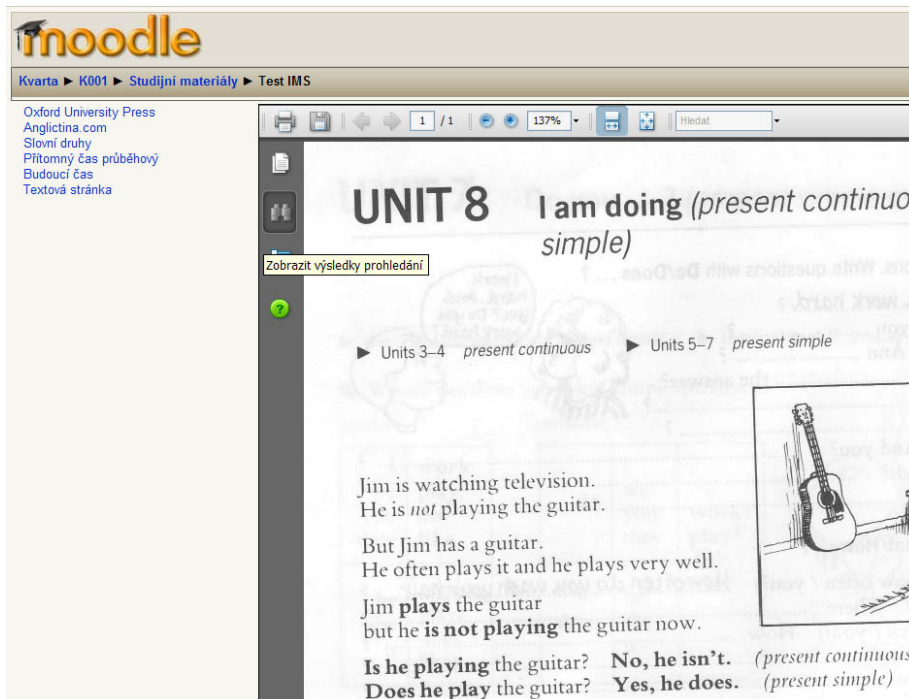 moodle
Kvarta ► K001 ► Studijní materiály ► Test IMS
Oxford University Press
Anglictina.com
Slovní druhy
Přítomný čas průběhový
Budoucí čas
Textová stránka
1 / 1 137% Hledat
Zobrazit výsledky prohledání
UNIT 8 I am doing (present continuo
simple)
► Units 3–4 present continuous ► Units 5–7 present simple
Jim is watching television.
He is not playing the guitar.
But Jim has a guitar.
He often plays it and he plays very well.
Jim plays the guitar
but he is not playing the guitar now.
Is he playing the guitar? No, he isn't. (present continuous
Does he play the guitar? Yes, he does. (present simple)